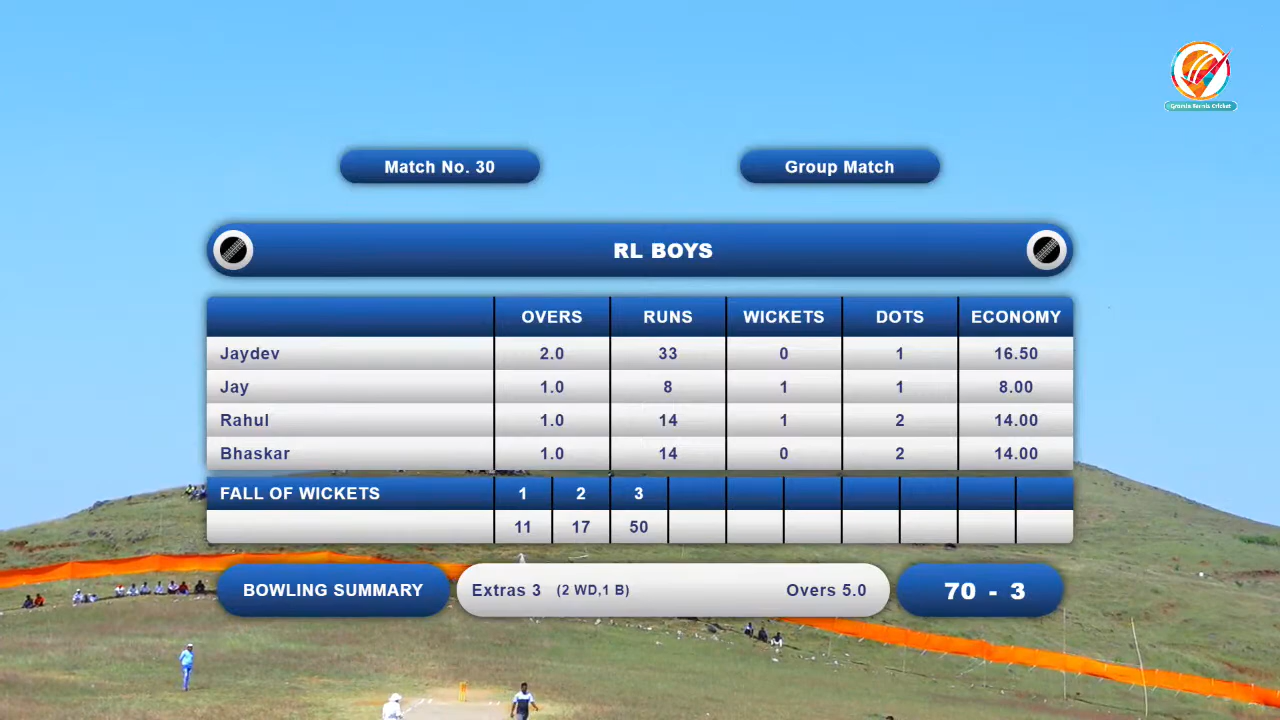 Gramin Tennis Cricket
Match No. 30 Group Match
RL BOYS
OVERS RUNS WICKETS DOTS ECONOMY
Jaydev 2.0 33 0 1 16.50
Jay 1.0 8 1 1 8.00
Rahul 1.0 14 1 2 14.00
Bhaskar 1.0 14 0 2 14.00
FALL OF WICKETS 1 2 3
11 17 50
BOWLING SUMMARY Extras 3 (2 WD,1 B) Overs 5.0 70 - 3